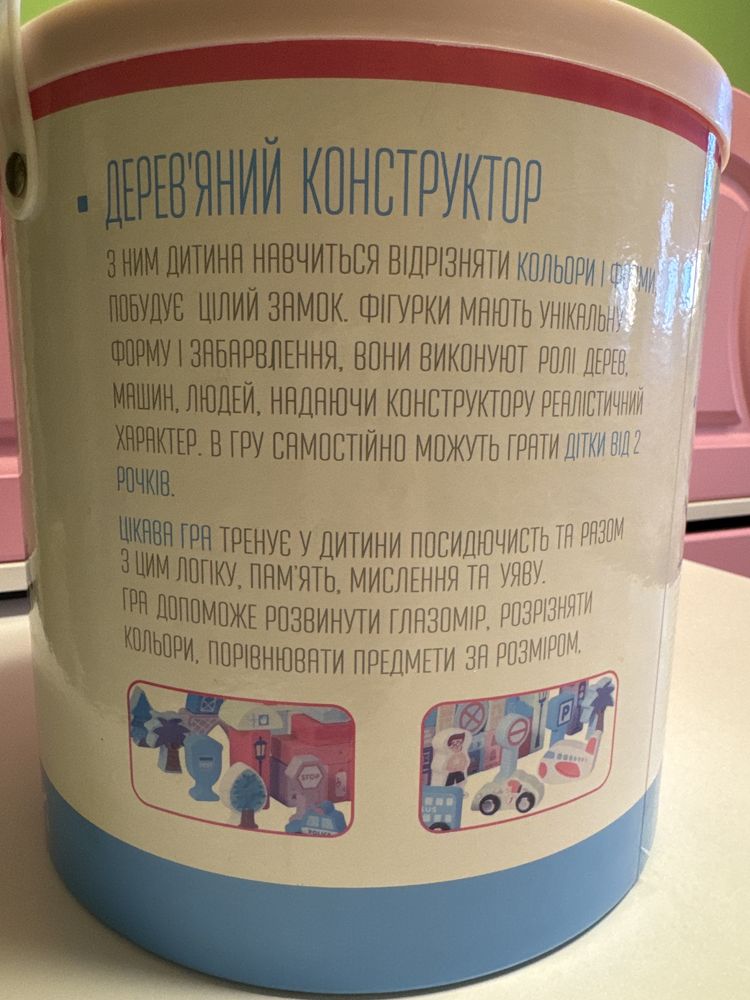 ДЕРЕВ'ЯНИЙ КОНСТРУКТОР
З НИМ ДИТИНА НАВЧИТЬСЯ ВІДРІЗНЯТИ КОЛЬОРИ І ФОРМИ,
ПОБУДУЄ ЦІЛИЙ ЗАМОК. ФІГУРКИ МАЮТЬ УНІКАЛЬНУ
ФОРМУ І ЗАБАРВЛЕННЯ, ВОНИ ВИКОНУЮТ РОЛІ ДЕРЕВ,
МАШИН, ЛЮДЕЙ, НАДАЮЧИ КОНСТРУКТОРУ РЕАЛІСТИЧНИЙ
ХАРАКТЕР. В ГРУ САМОСТІЙНО МОЖУТЬ ГРАТИ ДІТКИ ВІД 2
РОЧКІВ.
ЦІКАВА ГРА ТРЕНУЄ У ДИТИНИ ПОСИДЮЧИСТЬ ТА РАЗОМ
З ЦИМ ЛОГІКУ, ПАМ'ЯТЬ, МИСЛЕННЯ ТА УЯВУ.
ГРА ДОПОМОЖЕ РОЗВИНУТИ ГЛАЗОМІР, РОЗРІЗНЯТИ
КОЛЬОРИ, ПОРІВНЮВАТИ ПРЕДМЕТИ ЗА РОЗМІРОМ.
STOP
POLICE
P